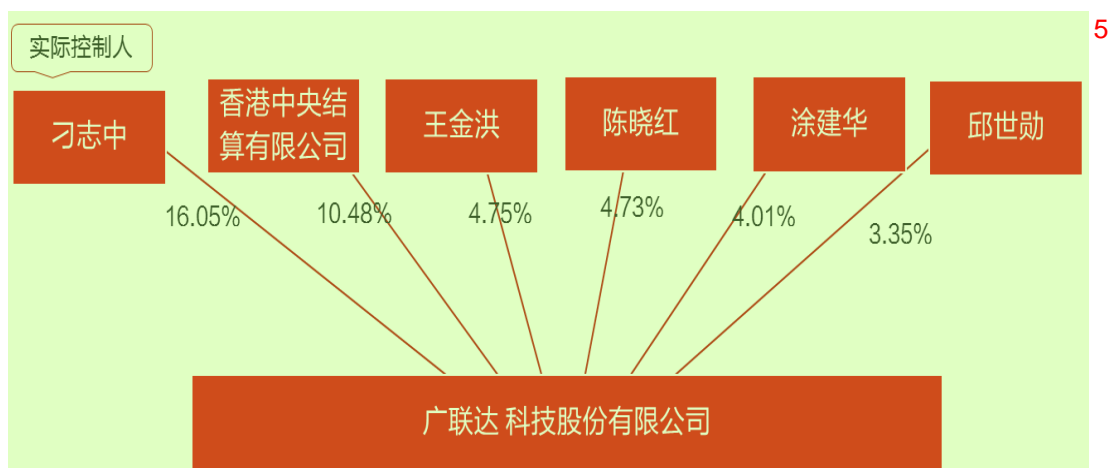 5
实际控制人
刁志中
香港中央结
算有限公司
王金洪
陈晓红
涂建华
邱世勋
16.05%
10.48%
4.75%
4.73%
4.01%
3.35%
广联达 科技股份有限公司